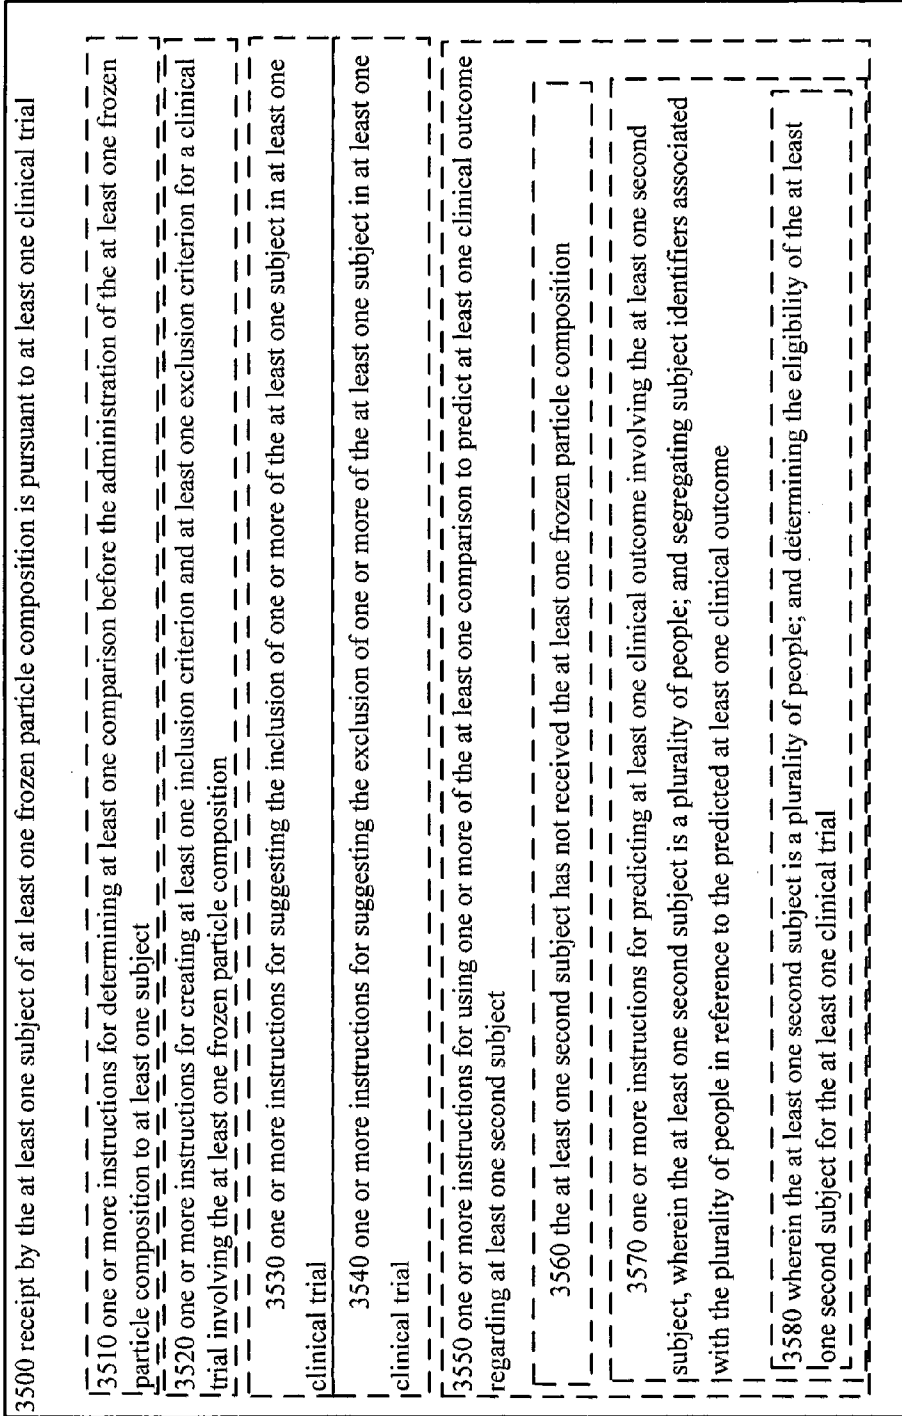 3500 receipt by the at least one subject of at least one frozen particle composition is pursuant to at least one clinical trial
3510 one or more instructions for determining at least one comparison before the administration of the at least one frozen
particle composition to at least one subject
3520 one or more instructions for creating at least one inclusion criterion and at least one exclusion criterion for a clinical
trial involving the at least one frozen particle composition
3530 one or more instructions for suggesting the inclusion of one or more of the at least one subject in at least one
clinical trial
3540 one or more instructions for suggesting the exclusion of one or more of the at least one subject in at least one
clinical trial
3550 one or more instructions for using one or more of the at least one comparison to predict at least one clinical outcome
regarding at least one second subject
3560 the at least one second subject has not received the at least one frozen particle composition
3570 one or more instructions for predicting at least one clinical outcome involving the at least one second
subject, wherein the at least one second subject is a plurality of people; and segregating subject identifiers associated
with the plurality of people in reference to the predicted at least one clinical outcome
3580 wherein the at least one second subject is a plurality of people; and determining the eligibility of the at least
one second subject for the at least one clinical trial